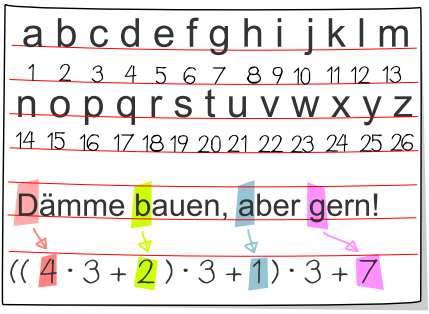 a b c d e f g h i j k l m
1 2 3 4 5 6 7 8 9 10 11 12 13
n o p q r s t u v w x y z
14 15 16 17 18 19 20 21 22 23 24 25 26
Dämme bauen, aber gern!
((4 · 3 + 2) · 3 + 1) · 3 + 7